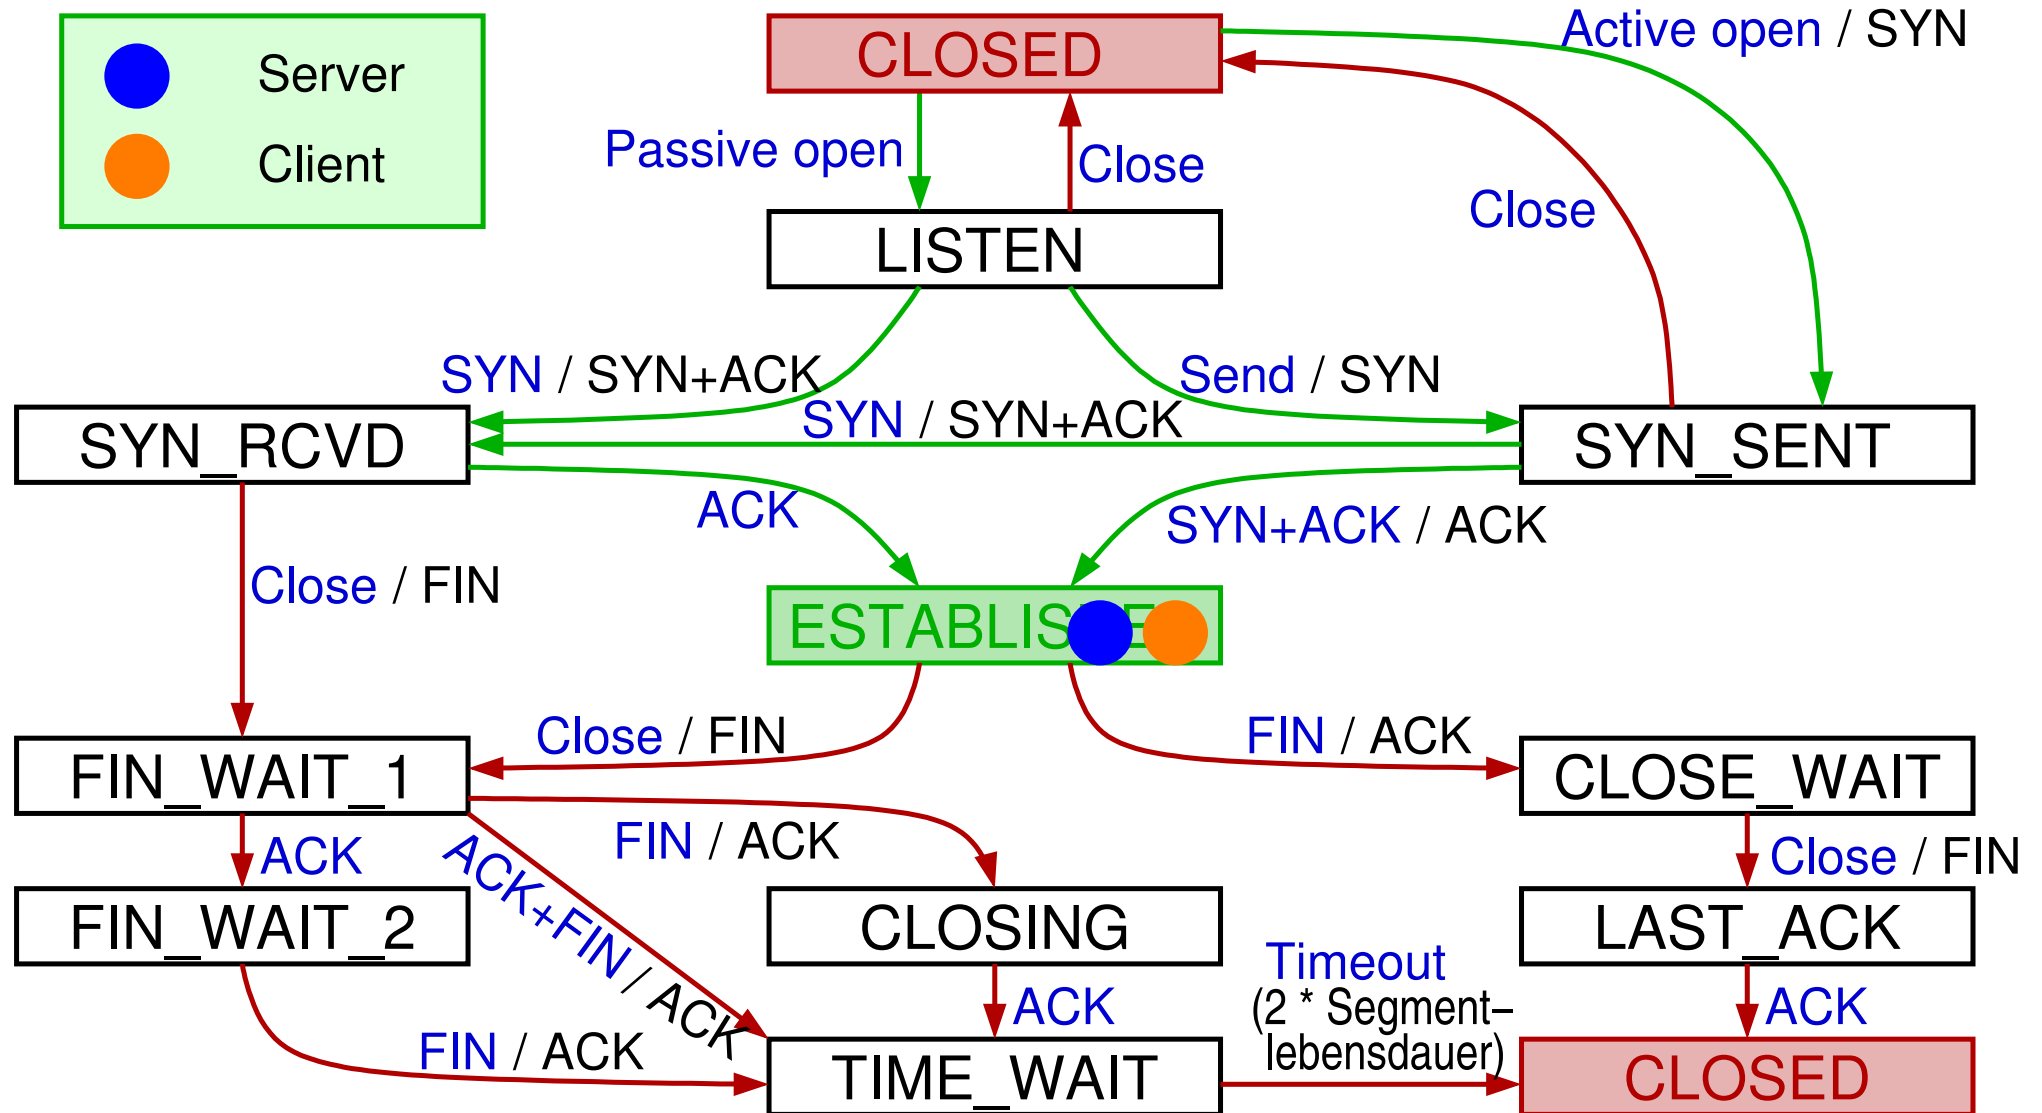 Server
Client
CLOSED
Active open / SYN
Passive open
Close
Close
LISTEN
SYN / SYN+ACK
Send / SYN
SYN / SYN+ACK
SYN_RCVD
SYN_SENT
ACK
SYN+ACK / ACK
Close / FIN
Close / FIN
FIN / ACK
FIN_WAIT_1
CLOSE_WAIT
ACK
ACK+FIN / ACK
FIN / ACK
Close / FIN
FIN_WAIT_2
CLOSING
LAST_ACK
FIN / ACK
ACK
Timeout
(2 * Segment–
lebensdauer)
ACK
TIME_WAIT
CLOSED